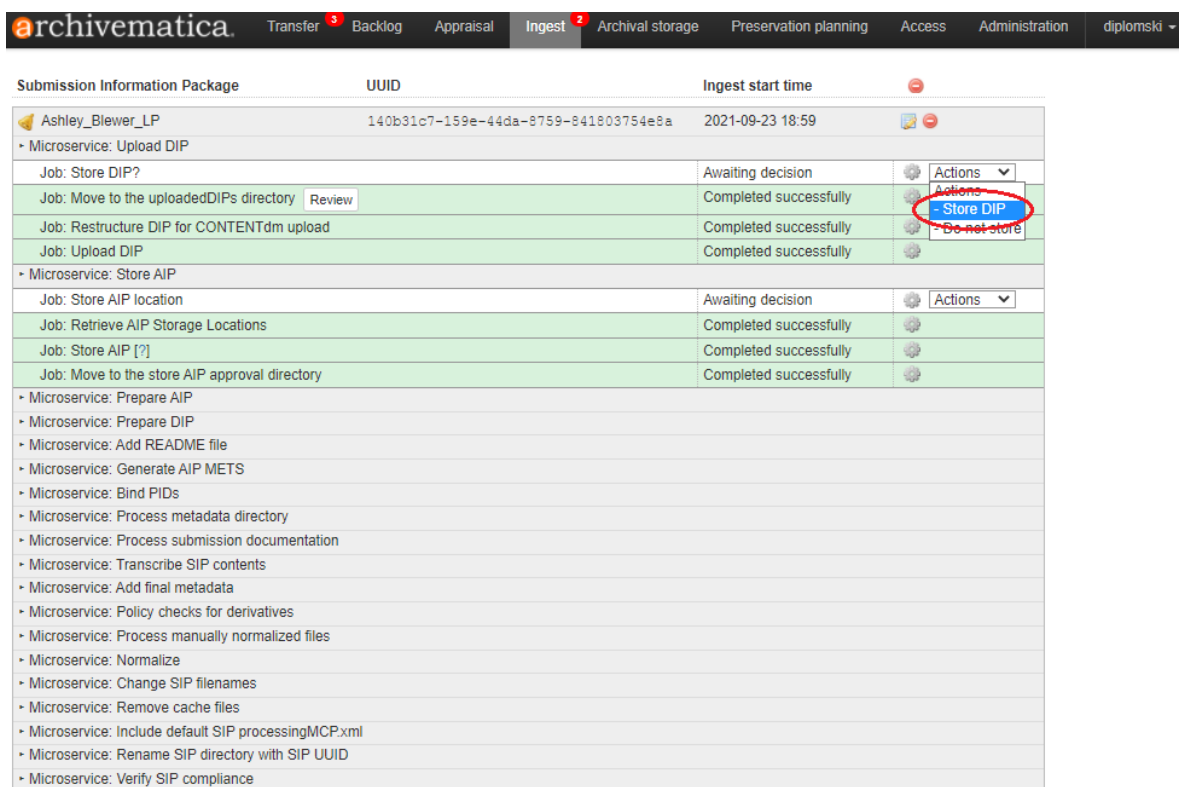 archivematica. Transfer 3 Backlog Appraisal Ingest 2 Archival storage Preservation planning Access Administration diplomski
Submission Information Package UUID Ingest start time
Ashley_Blewer_LP 140b31c7-159e-44da-8759-841803754e8a 2021-09-23 18:59
Microservice: Upload DIP
Job: Store DIP? Awaiting decision Actions
Actions
Job: Move to the uploadedDIPs directory Review Completed successfully
- Store DIP
Job: Restructure DIP for CONTENTdm upload Completed successfully - Do not store
Job: Upload DIP Completed successfully
Microservice: Store AIP
Job: Store AIP location Awaiting decision Actions
Job: Retrieve AIP Storage Locations Completed successfully
Job: Store AIP [?] Completed successfully
Job: Move to the store AIP approval directory Completed successfully
Microservice: Prepare AIP
Microservice: Prepare DIP
Microservice: Add README file
Microservice: Generate AIP METS
Microservice: Bind PIDs
Microservice: Process metadata directory
Microservice: Process submission documentation
Microservice: Transcribe SIP contents
Microservice: Add final metadata
Microservice: Policy checks for derivatives
Microservice: Process manually normalized files
Microservice: Normalize
Microservice: Change SIP filenames
Microservice: Remove cache files
Microservice: Include default SIP processingMCP.xml
Microservice: Rename SIP directory with SIP UUID
Microservice: Verify SIP compliance